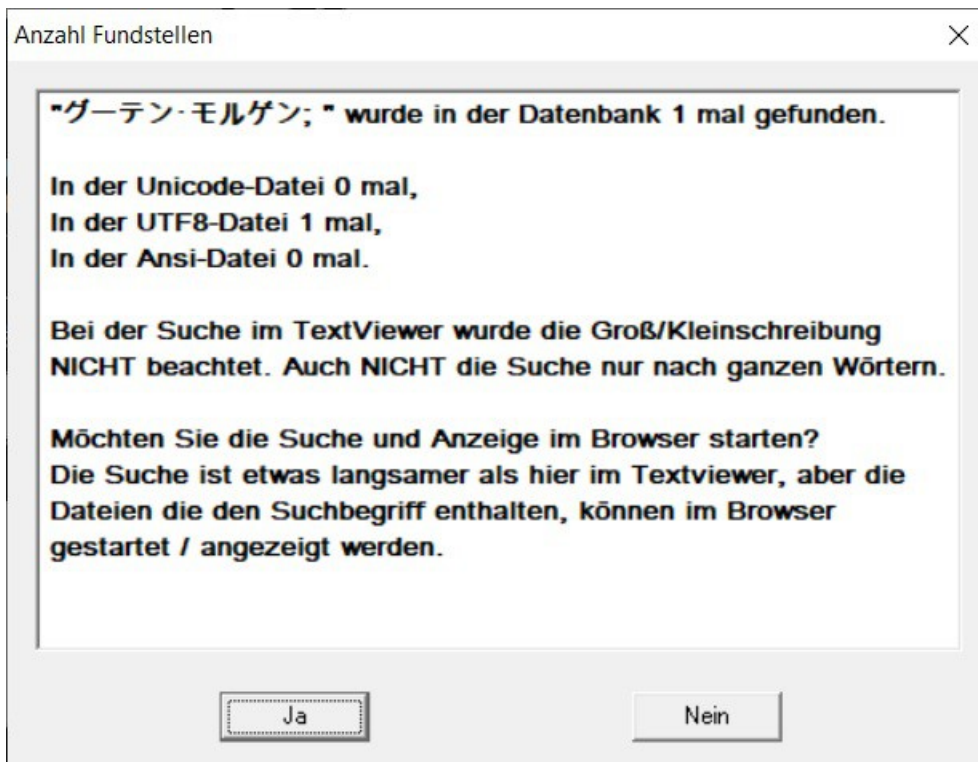 Anzahl Fundstellen
"グーテン・モルゲン; " wurde in der Datenbank 1 mal gefunden.
In der Unicode-Datei 0 mal,
In der UTF8-Datei 1 mal,
In der Ansi-Datei 0 mal.
Bei der Suche im TextViewer wurde die Groß/Kleinschreibung
NICHT beachtet. Auch NICHT die Suche nur nach ganzen Wörtern.
Möchten Sie die Suche und Anzeige im Browser starten?
Die Suche ist etwas langsamer als hier im Textviewer, aber die
Dateien die den Suchbegriff enthalten, können im Browser
gestartet / angezeigt werden.
Ja
Nein